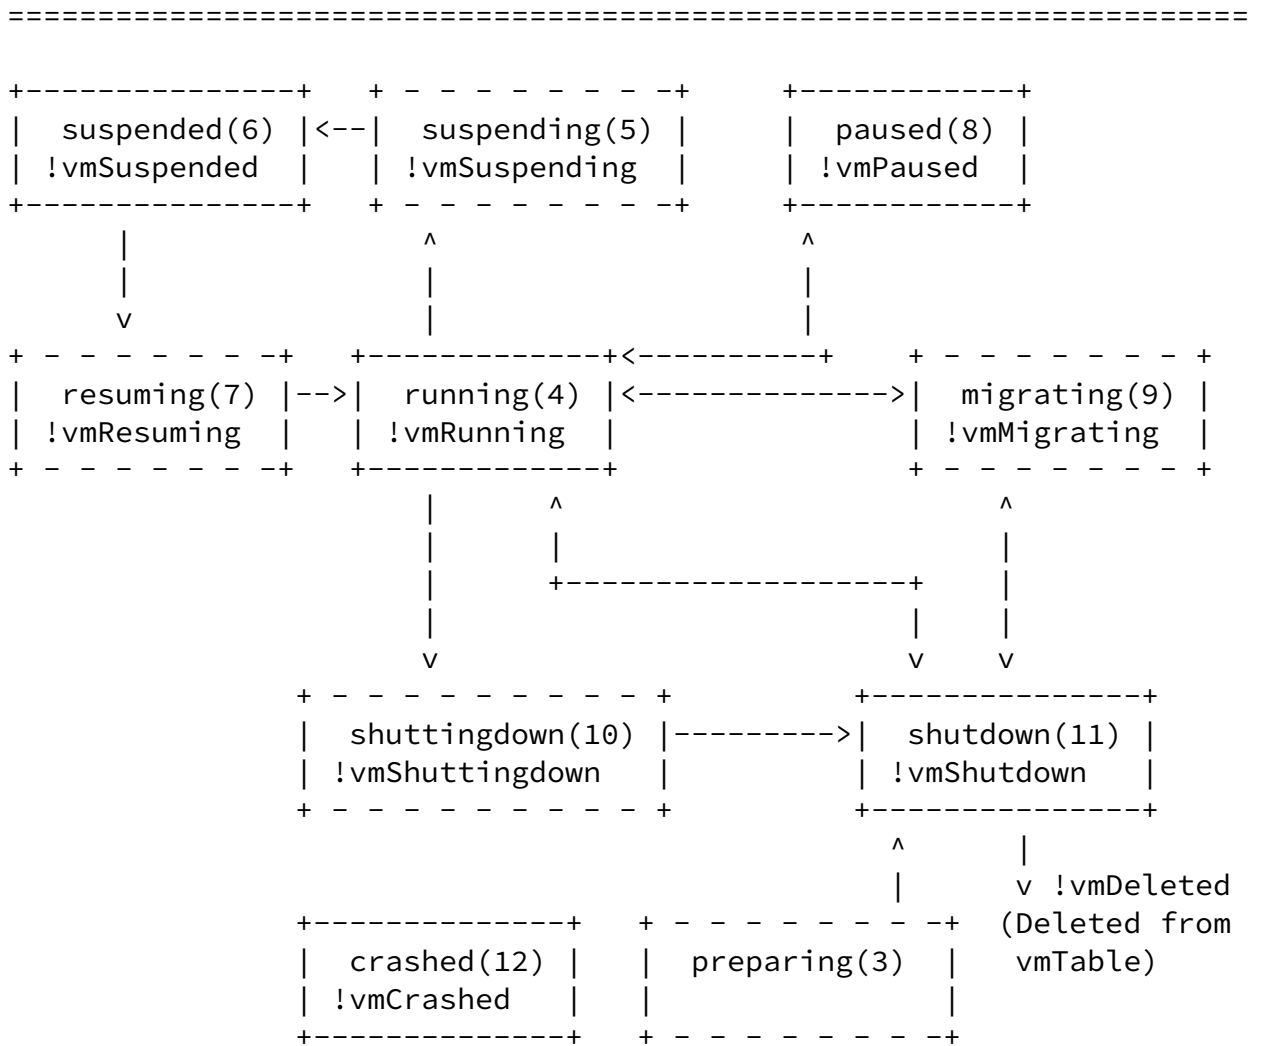 =====================================================================

+---------------+   + - - - - - - - -+     +------------+
|  suspended(6) |<--|  suspending(5) |     |  paused(8) |
| !vmSuspended  |   | !vmSuspending  |     | !vmPaused  |
+---------------+   + - - - - - - - -+     +------------+
      |                ^                    ^
      |                |                    |
      v                |                    |
+ - - - - - - -+   +-------------+<----------+    + - - - - - - - +
|  resuming(7) |-->|  running(4) |<-------------->|  migrating(9) |
| !vmResuming  |   | !vmRunning  |                | !vmMigrating  |
+ - - - - - - -+   +-------------+                + - - - - - - - +
                       |      ^                        ^
                       |      |                        |
                       |      +-------------------+    |
                       |                          |    |
                       v                          v    v
                + - - - - - - - - - - +          +---------------+
                |  shuttingdown(10) |--------->|  shutdown(11) |
                | !vmShuttingdown   |          | !vmShutdown   |
                + - - - - - - - - - - +          +---------------+
                                                 ^      |
                                                 |      v !vmDeleted
                +--------------+   + - - - - - - - -+  (Deleted from
                |  crashed(12) |   |  preparing(3)  |   vmTable)
                | !vmCrashed   |   |                |
                +--------------+   + - - - - - - - -+